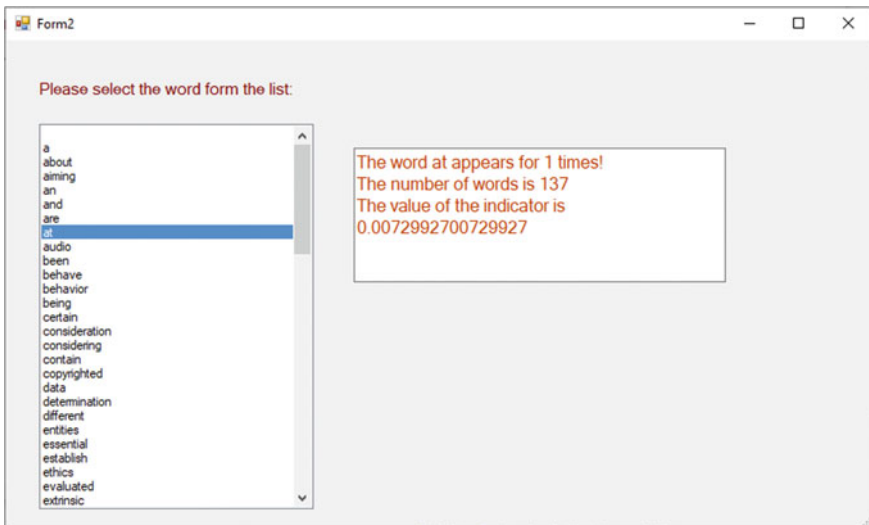 Form2
Please select the word form the list:
a
about
aiming
an
and
are
at
audio
been
behave
behavior
being
certain
consideration
considering
contain
copyrighted
data
determination
different
entities
essential
establish
ethics
evaluated
extrinsic
The word at appears for 1 times!
The number of words is 137
The value of the indicator is
0.0072992700729927